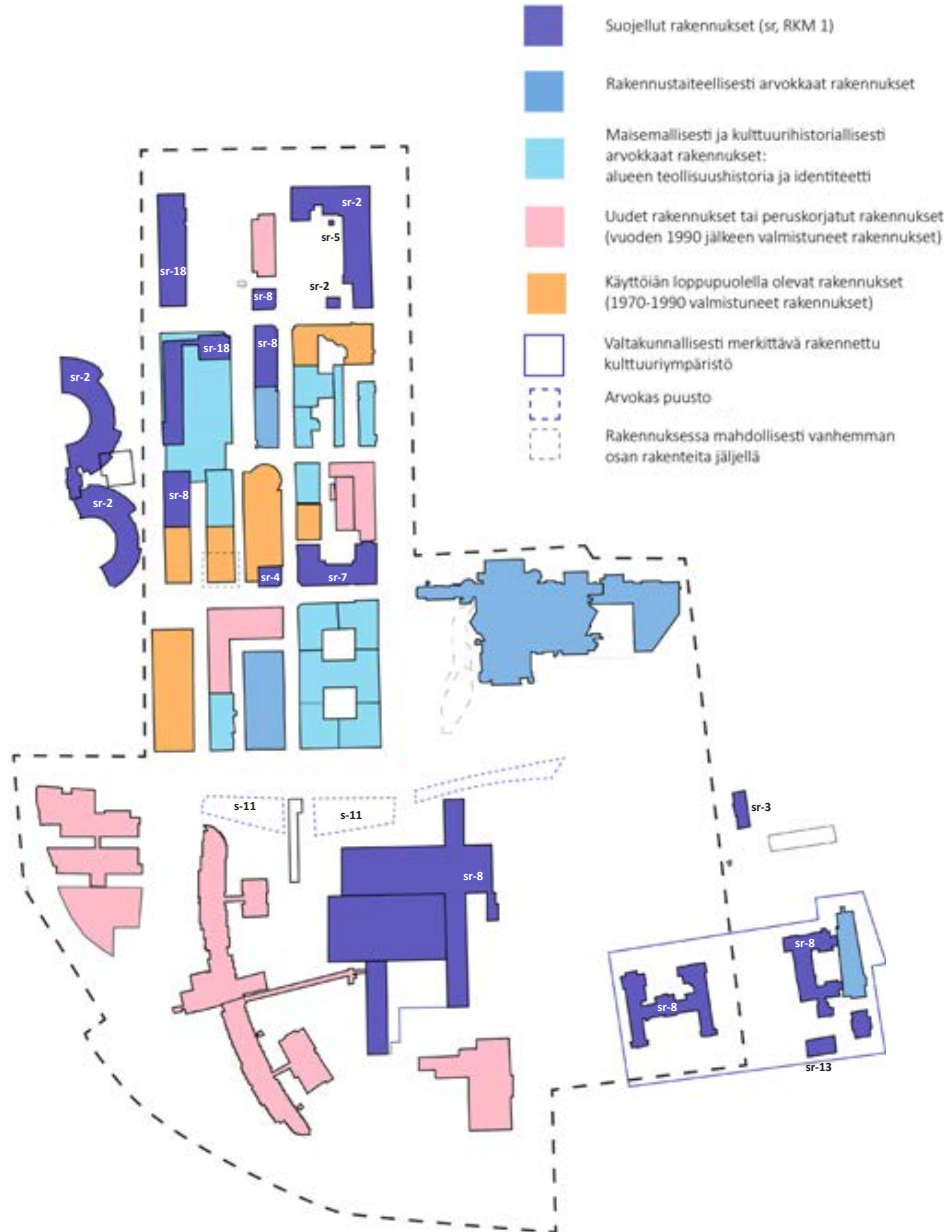 Suojellut rakennukset (sr, RKM 1)
Rakennustaiteellisesti arvokkaat rakennukset
Maisemallisesti ja kulttuurihistoriallisesti
arvokkaat rakennukset:
alueen teollisuushistoria ja identiteetti
Uudet rakennukset tai peruskorjatut rakennukset
(vuoden 1990 jälkeen valmistuneet rakennukset)
Käyttöiän loppupuolella olevat rakennukset
(1970-1990 valmistuneet rakennukset)
Valtakunnallisesti merkittävä rakennettu
kulttuuriympäristö
Arvokas puusto
Rakennuksessa mahdollisesti vanhemman
osan rakenteita jäljellä
sr-2
sr-5
sr-18
sr-2
sr-8
sr-18
sr-8
sr-2
sr-8
sr-2
sr-4
sr-7
s-11
s-11
sr-3
sr-8
sr-8
sr-8
sr-13